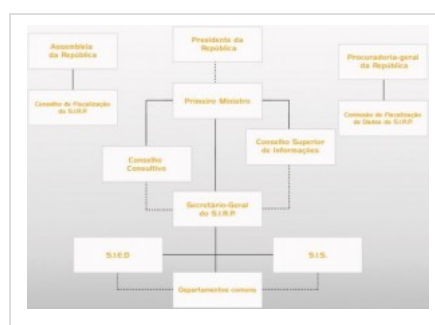 Assembleia
da República
Presidente da
República
Procuradoria-geral
da República
Conselho de Fiscalização
do S.I.R.P.
Primeiro Ministro
Comissão de Fiscalização
de Dados do S.I.R.P.
Conselho
Consultivo
Conselho Superior
de Informações
Secretário-Geral
do S.I.R.P.
S.I.E.D
S.I.S.
Departamentos comuns